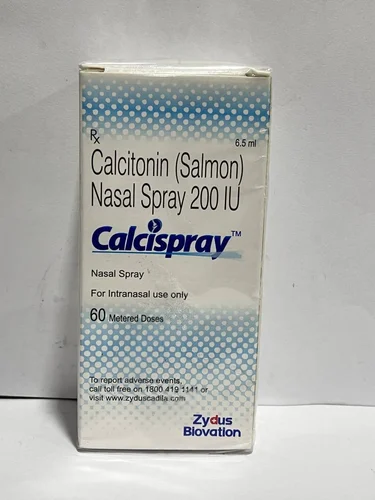 Rx
6.5 ml
Calcitonin (Salmon)
Nasal Spray 200 IU
Calcispray™
Nasal Spray
For Intranasal use only
60 Metered Doses
To report adverse events,
call toll free on 1800 419 1141 or
visit www.zyduscadila.com
Zydus
Biovation